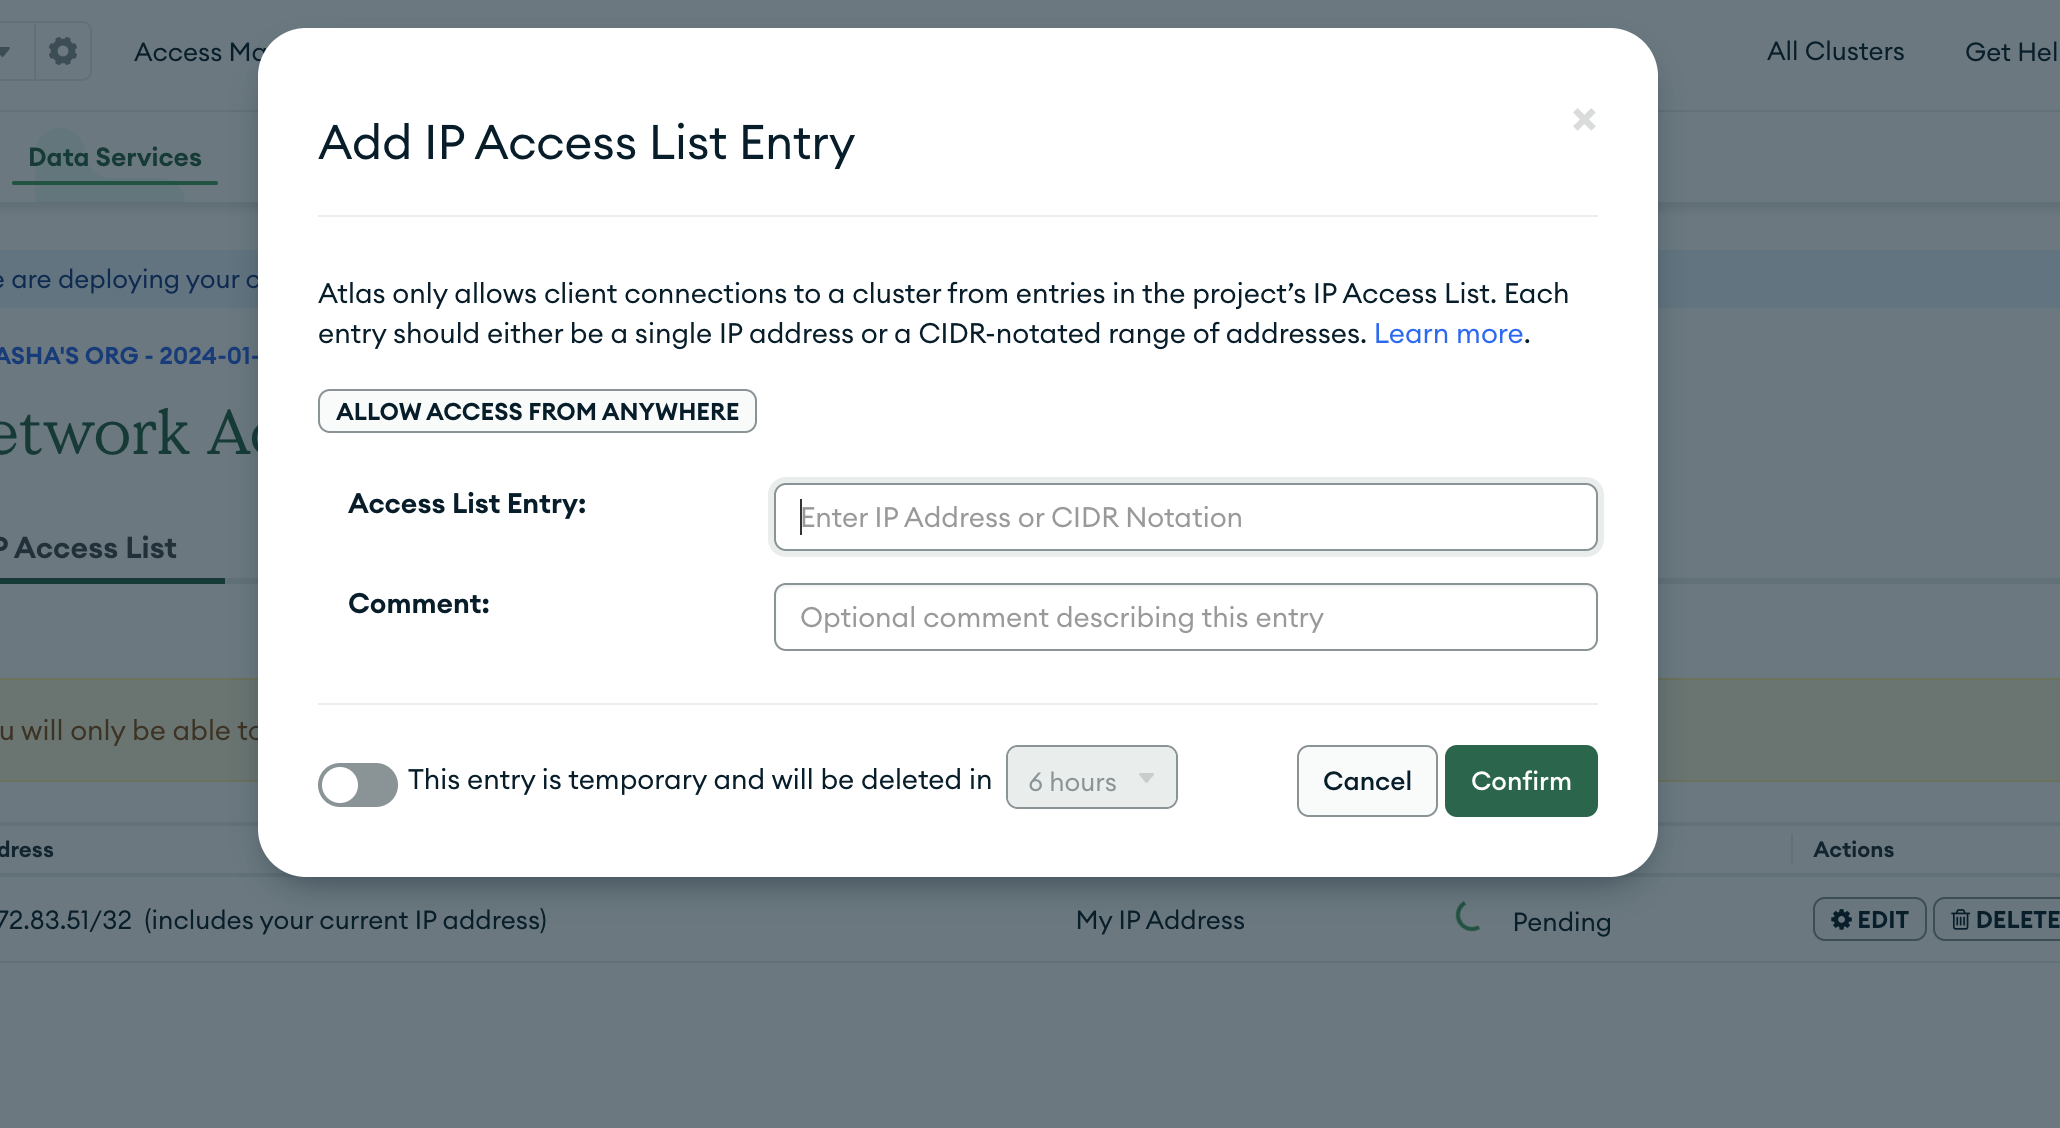 Access Ma
All Clusters
Get Hel
Data Services
Add IP Access List Entry
e are deploying your c
Atlas only allows client connections to a cluster from entries in the project's IP Access List. Each
entry should either be a single IP address or a CIDR-notated range of addresses. Learn more.
ASHA'S ORG - 2024-01-
ALLOW ACCESS FROM ANYWHERE
etwork Ac
Access List Entry:
Enter IP Address or CIDR Notation
P Access List
Comment:
Optional comment describing this entry
u will only be able to
This entry is temporary and will be deleted in
6 hours
Cancel
Confirm
dress
Actions
72.83.51/32 (includes your current IP address)
My IP Address
Pending
EDIT
DELETE